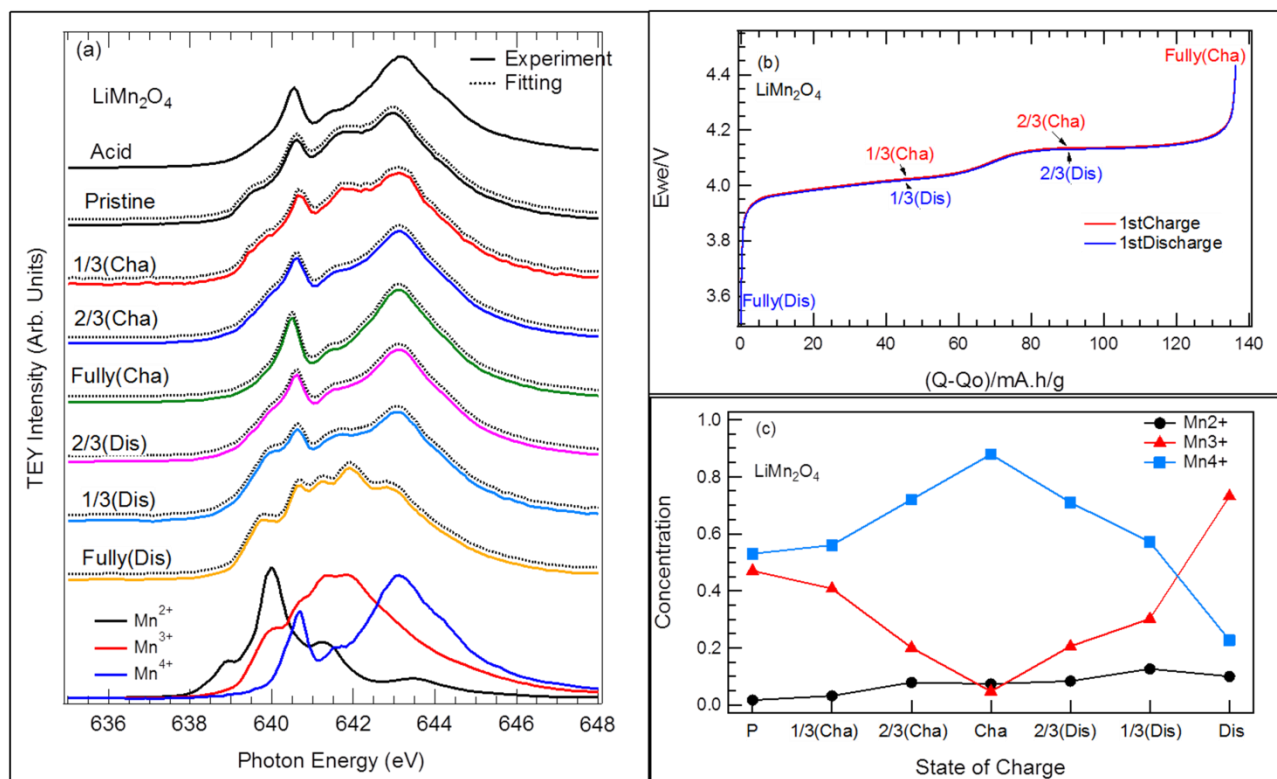 (a)
Experiment
Fitting
LiMn₂O₄
Acid
Pristine
1/3(Cha)
2/3(Cha)
Fully(Cha)
2/3(Dis)
1/3(Dis)
Fully(Dis)
Mn²⁺
Mn³⁺
Mn⁴⁺
TEY Intensity (Arb. Units)
636 638 640 642 644 646 648
Photon Energy (eV)
(b)
Fully(Cha)
LiMn₂O₄
2/3(Cha)
1/3(Cha)
2/3(Dis)
1/3(Dis)
1stCharge
1stDischarge
Fully(Dis)
4.4
4.2
4.0
3.8
3.6
Ewe/V
0 20 40 60 80 100 120 140
(Q-Qo)/mA.h/g
(c)
Mn2+
Mn3+
Mn4+
LiMn₂O₄
1.0
0.8
0.6
0.4
0.2
0.0
Concentration
P 1/3(Cha) 2/3(Cha) Cha 2/3(Dis) 1/3(Dis) Dis
State of Charge